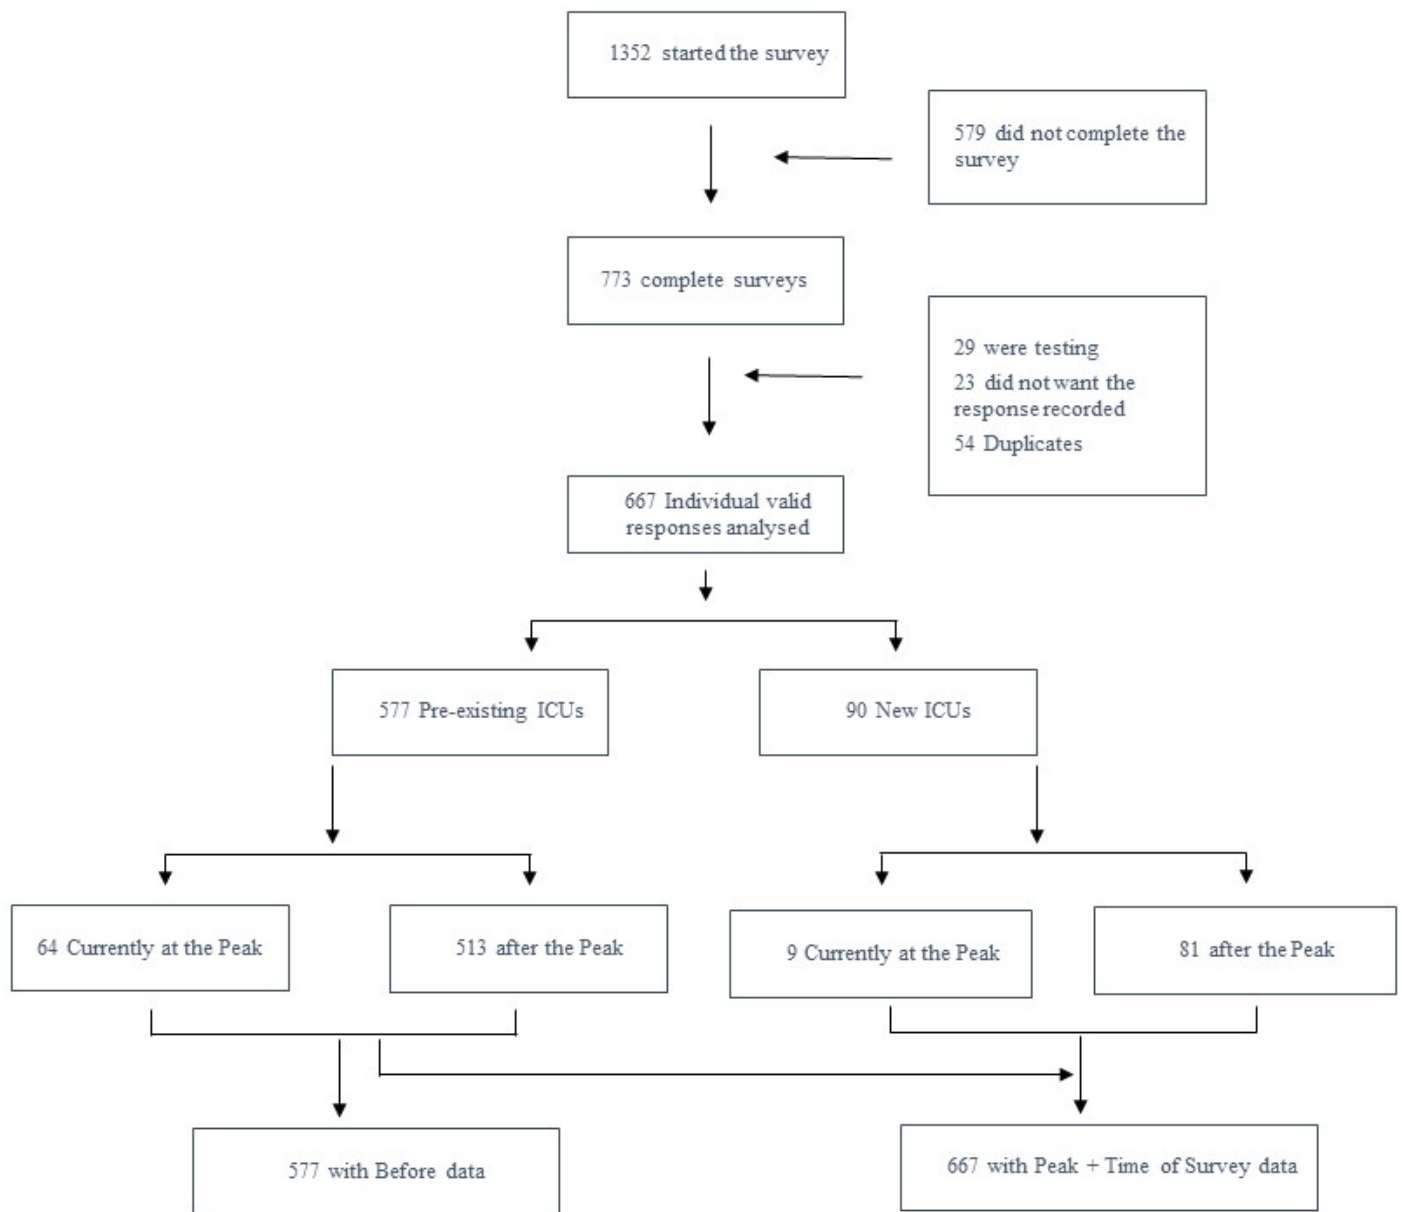 1352 started the survey
579 did not complete the
survey
773 complete surveys
29 were testing
23 did not want the
response recorded
54 Duplicates
667 Individual valid
responses analysed
577 Pre-existing ICUs
90 New ICUs
64 Currently at the Peak
513 after the Peak
9 Currently at the Peak
81 after the Peak
577 with Before data
667 with Peak + Time of Survey data